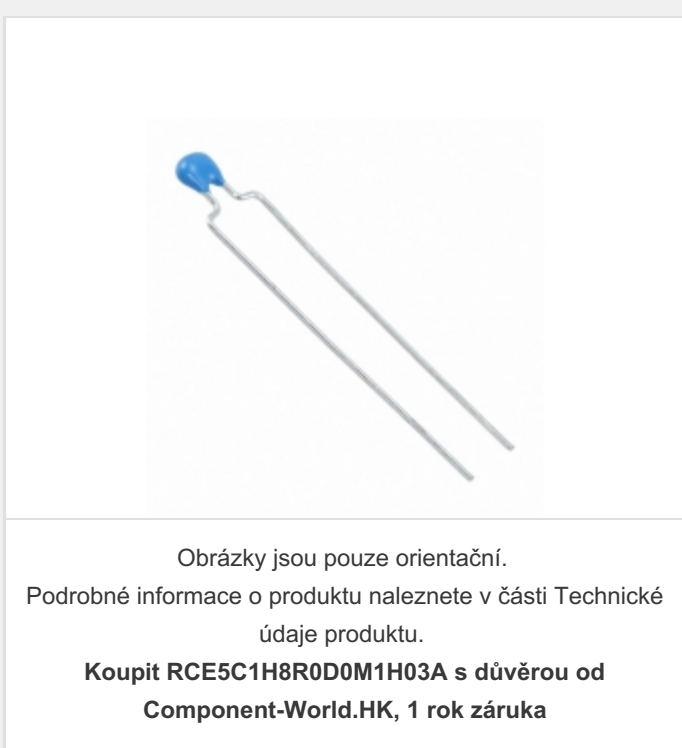 Obrázky jsou pouze orientační.
Podrobné informace o produktu naleznete v části Technické
údaje produktu.
Koupit RCE5C1H8R0D0M1H03A s důvěrou od
Component-World.HK, 1 rok záruka